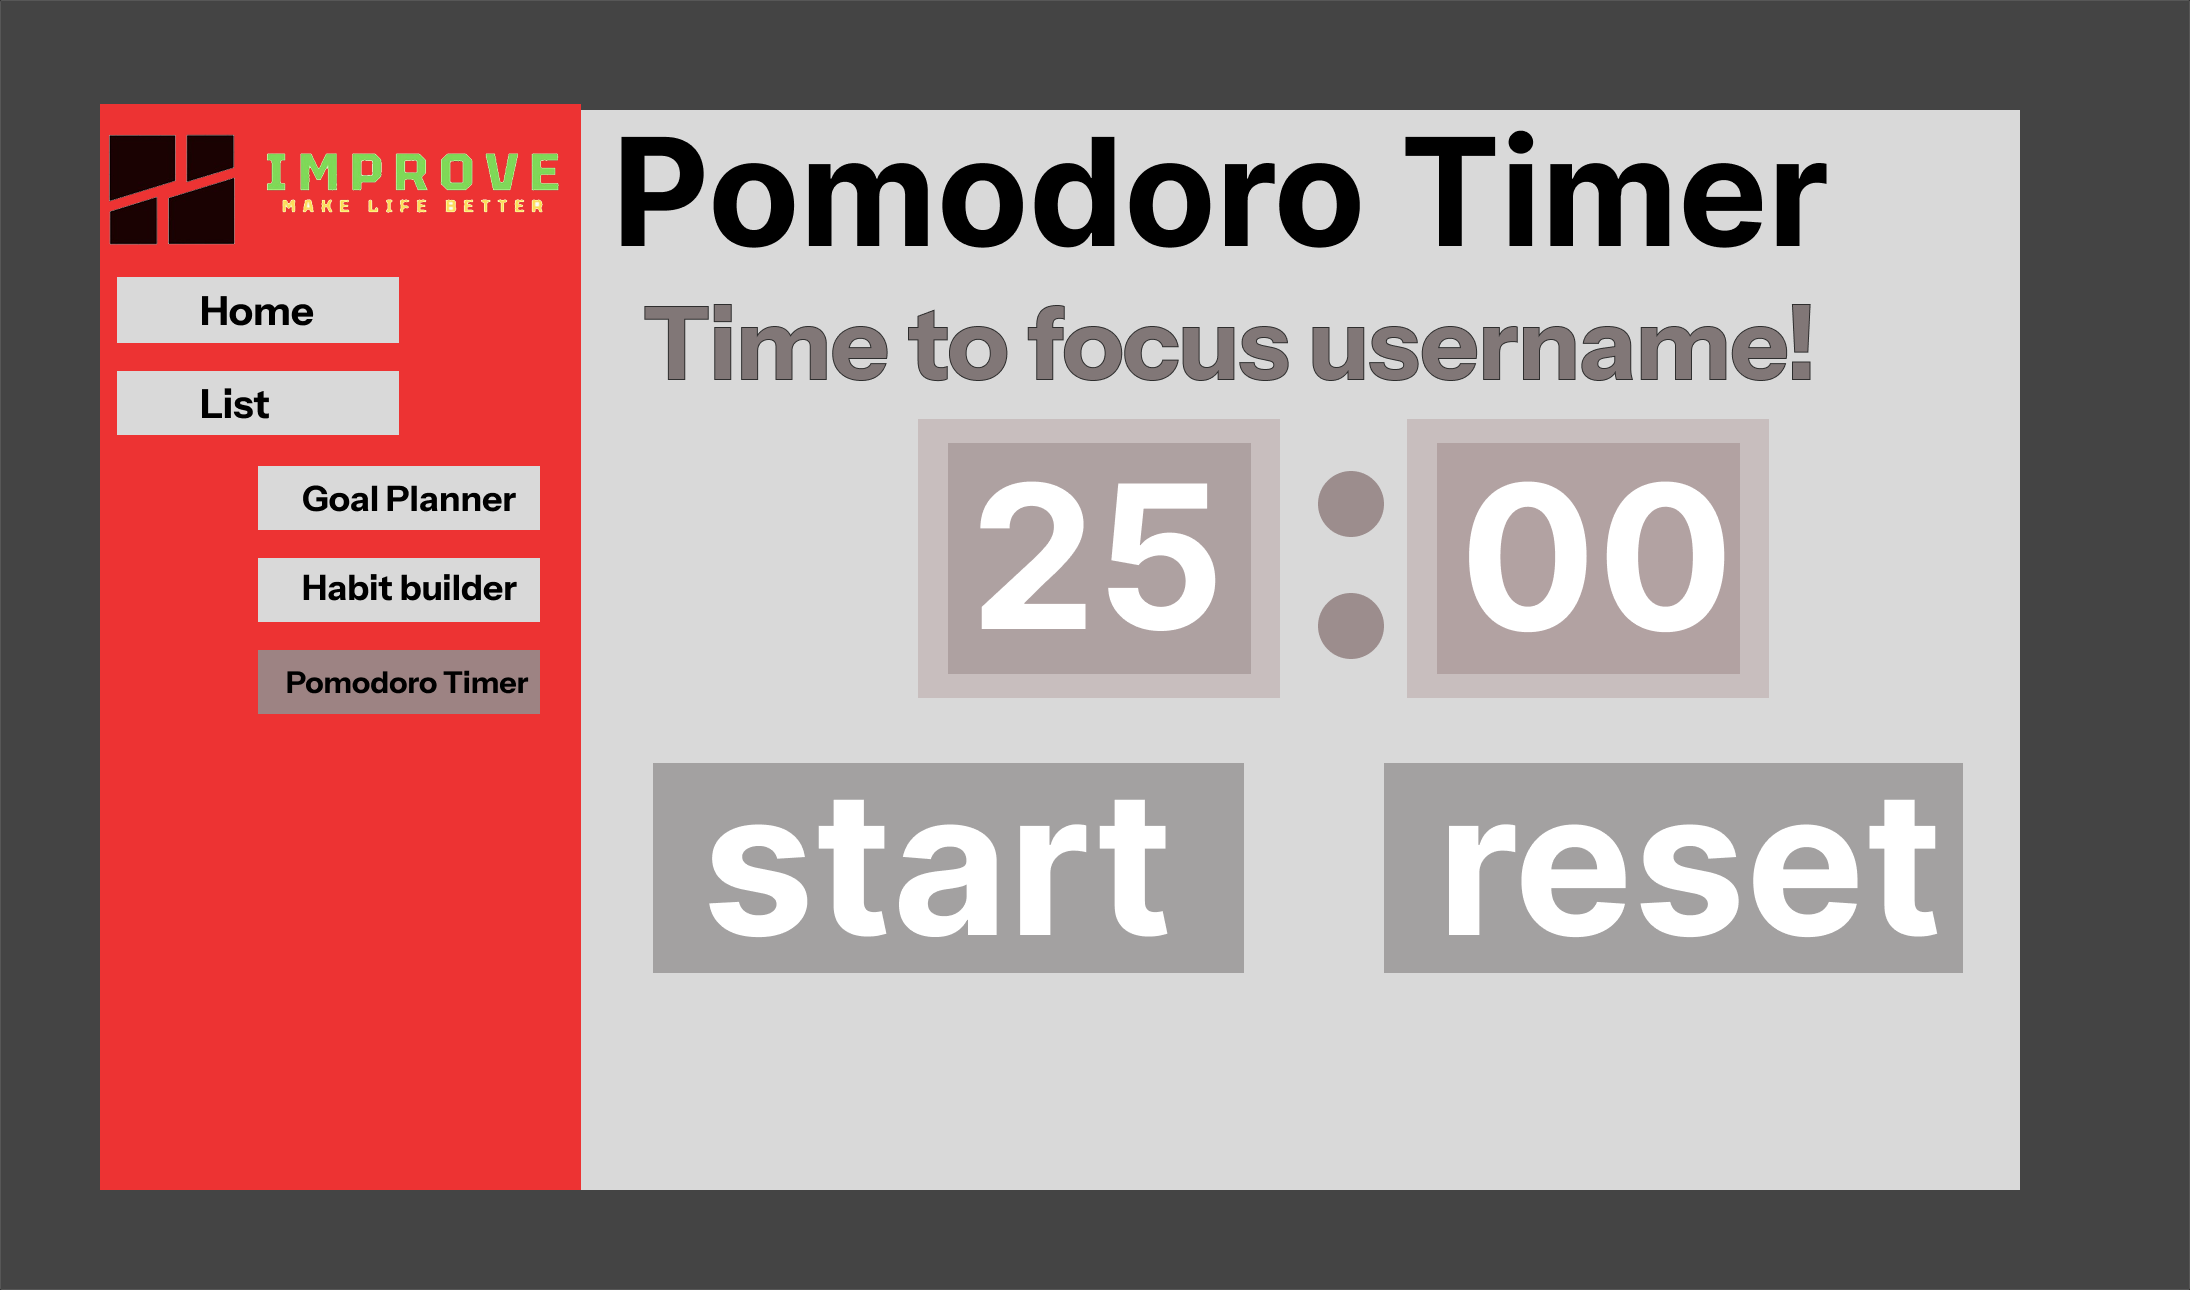 IMPROVE
MAKE LIFE BETTER
Home
List
Goal Planner
Habit builder
Pomodoro Timer
Pomodoro Timer
Time to focus username!
25:00
start
reset